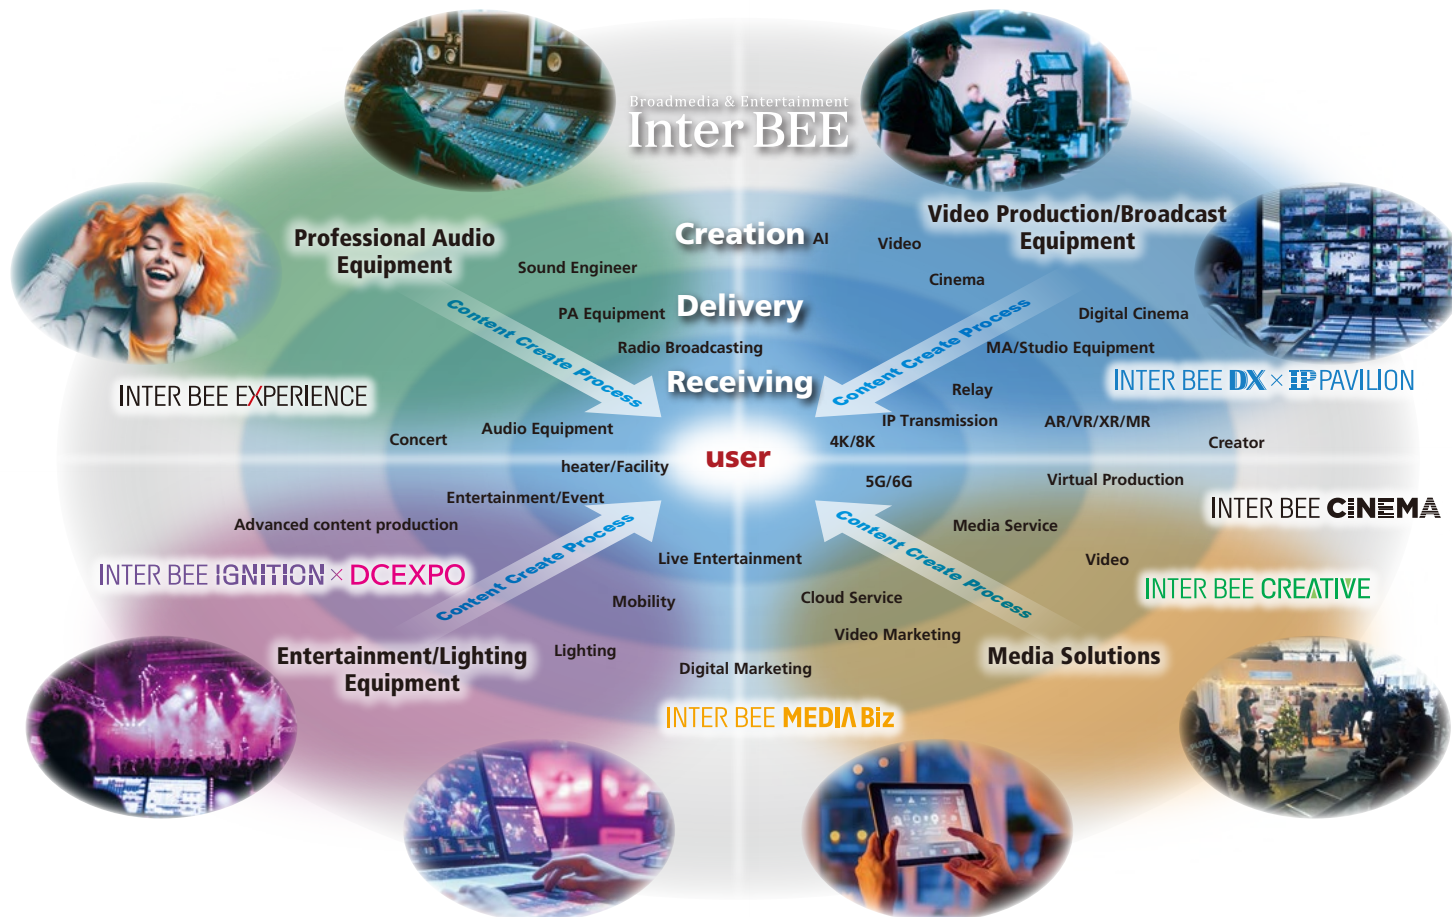 Broadmedia & Entertainment
Inter BEE
Professional Audio
Equipment
Video Production/Broadcast
Equipment
Creation
AI
Video
Sound Engineer
Cinema
PA Equipment
Delivery
Digital Cinema
Radio Broadcasting
MA/Studio Equipment
Receiving
Content Create Process
Content Create Process
INTER BEE EXPERIENCE
INTER BEE DX × IP PAVILION
Relay
IP Transmission
AR/VR/XR/MR
Concert
Audio Equipment
4K/8K
Creator
user
heater/Facility
5G/6G
Virtual Production
Entertainment/Event
INTER BEE CINEMA
Advanced content production
Media Service
Content Create Process
Content Create Process
Live Entertainment
Video
INTER BEE IGNITION × DCEXPO
INTER BEE CREATIVE
Mobility
Cloud Service
Video Marketing
Entertainment/Lighting
Equipment
Lighting
Digital Marketing
Media Solutions
INTER BEE MEDIA Biz